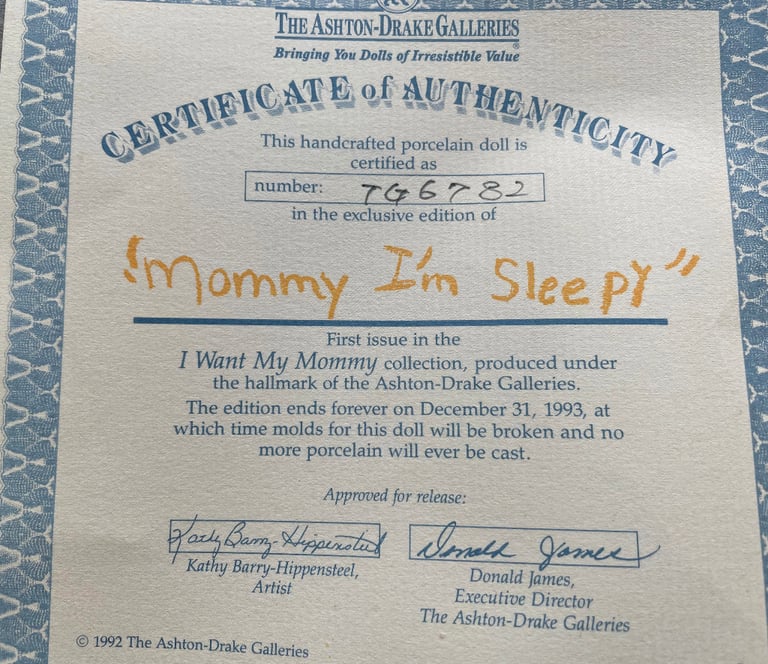 THE ASHTON-DRAKE GALLERIES
®
Bringing You Dolls of Irresistible Value
CERTIFICATE of AUTHENTICITY
This handcrafted porcelain doll is
certified as
number: TG6782
in the exclusive edition of
"Mommy I'm Sleepy"
First issue in the
I Want My Mommy collection, produced under
the hallmark of the Ashton-Drake Galleries.
The edition ends forever on December 31, 1993, at
which time molds for this doll will be broken and no
more porcelain will ever be cast.
Approved for release:
Kathy Barry-Hippensteel
Kathy Barry-Hippensteel,
Artist
Donald James
Donald James,
Executive Director
The Ashton-Drake Galleries
© 1992 The Ashton-Drake Galleries